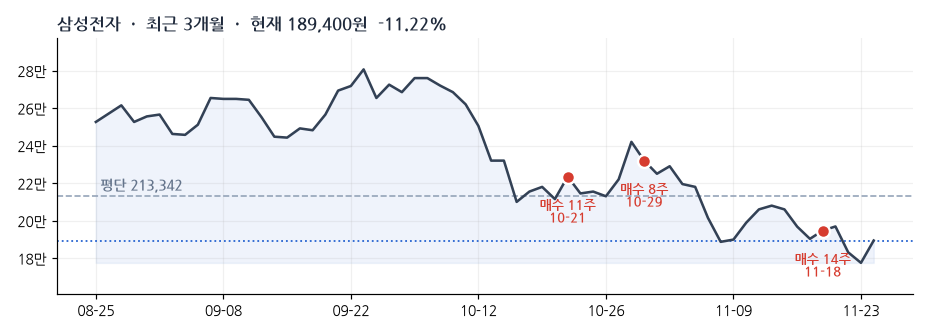 삼성전자 · 최근 3개월 · 현재 189,400원 -11.22%
28만
26만
24만
22만
20만
18만
평단 213,342
매수 11주
10-21
매수 8주
10-29
매수 14주
11-18
08-25
09-08
09-22
10-12
10-26
11-09
11-23